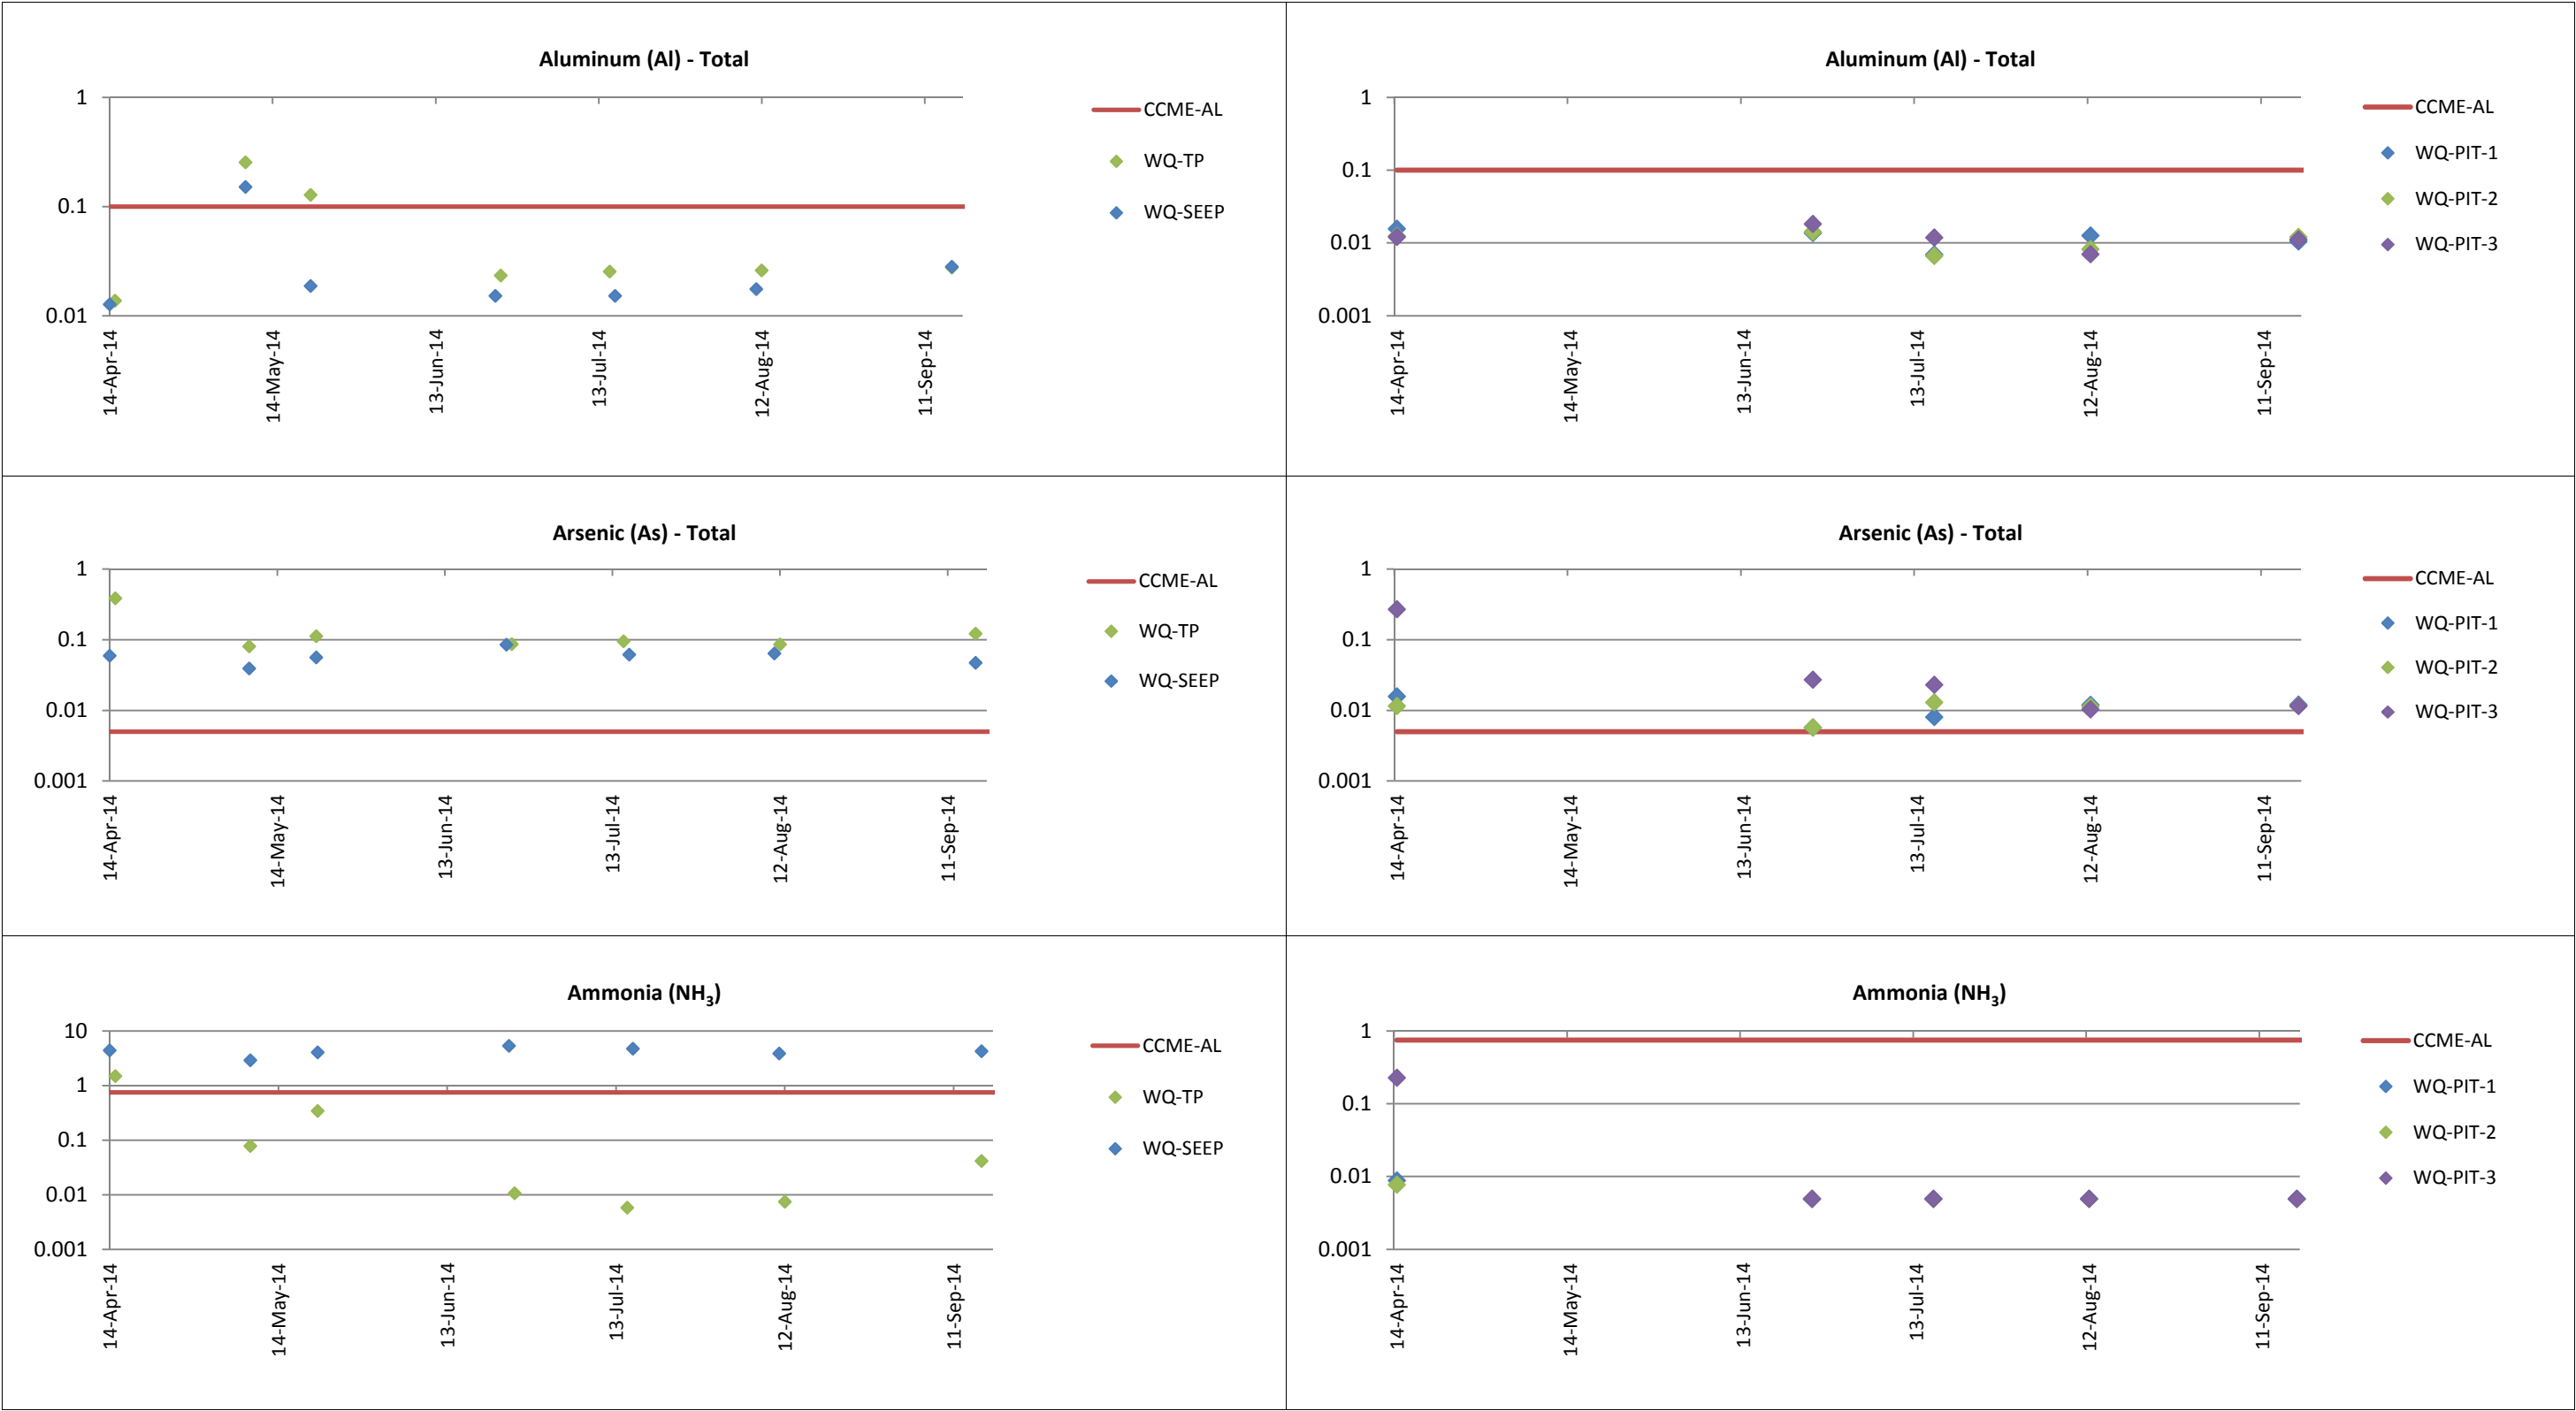 Aluminum (Al) - Total
1
0.1
0.01
14-Apr-14
14-May-14
13-Jun-14
13-Jul-14
12-Aug-14
11-Sep-14
CCME-AL
WQ-TP
WQ-SEEP
Aluminum (Al) - Total
1
0.1
0.01
0.001
14-Apr-14
14-May-14
13-Jun-14
13-Jul-14
12-Aug-14
11-Sep-14
CCME-AL
WQ-PIT-1
WQ-PIT-2
WQ-PIT-3
Arsenic (As) - Total
1
0.1
0.01
0.001
14-Apr-14
14-May-14
13-Jun-14
13-Jul-14
12-Aug-14
11-Sep-14
CCME-AL
WQ-TP
WQ-SEEP
Arsenic (As) - Total
1
0.1
0.01
0.001
14-Apr-14
14-May-14
13-Jun-14
13-Jul-14
12-Aug-14
11-Sep-14
CCME-AL
WQ-PIT-1
WQ-PIT-2
WQ-PIT-3
Ammonia (NH₃)
10
1
0.1
0.01
0.001
14-Apr-14
14-May-14
13-Jun-14
13-Jul-14
12-Aug-14
11-Sep-14
CCME-AL
WQ-TP
WQ-SEEP
Ammonia (NH₃)
1
0.1
0.01
0.001
14-Apr-14
14-May-14
13-Jun-14
13-Jul-14
12-Aug-14
11-Sep-14
CCME-AL
WQ-PIT-1
WQ-PIT-2
WQ-PIT-3